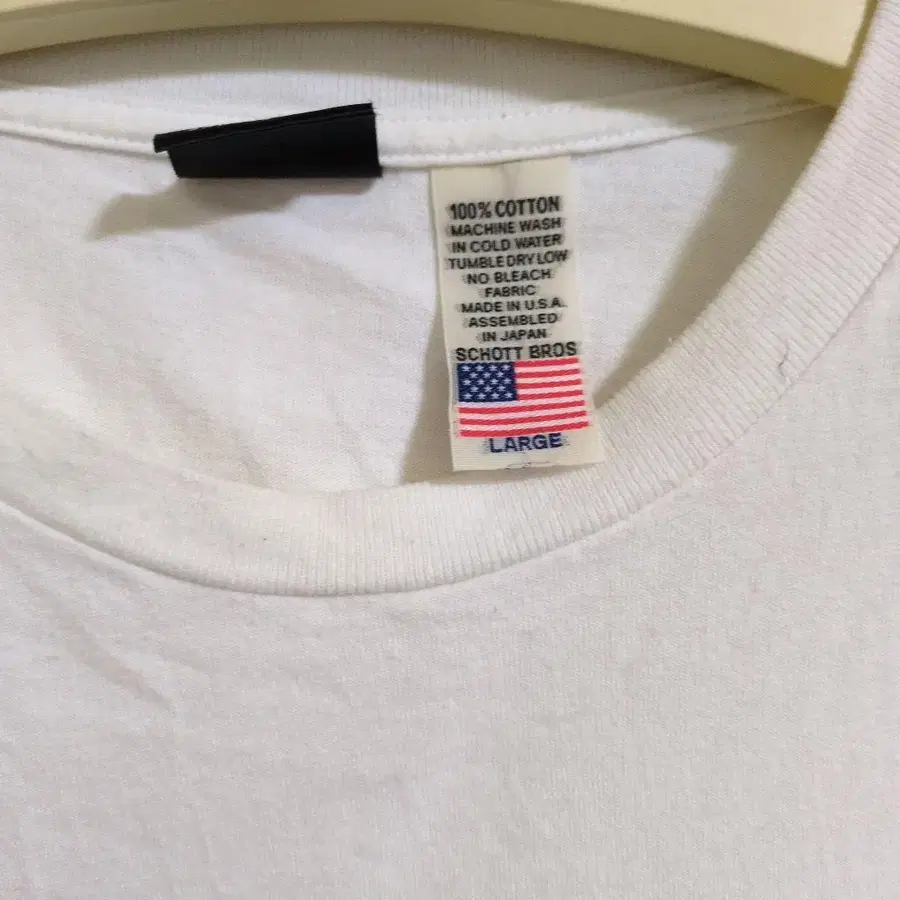 100% COTTON
MACHINE WASH
IN COLD WATER
TUMBLE DRY LOW
NO BLEACH
FABRIC
MADE IN U.S.A.
ASSEMBLED
IN JAPAN
SCHOTT BROS
LARGE